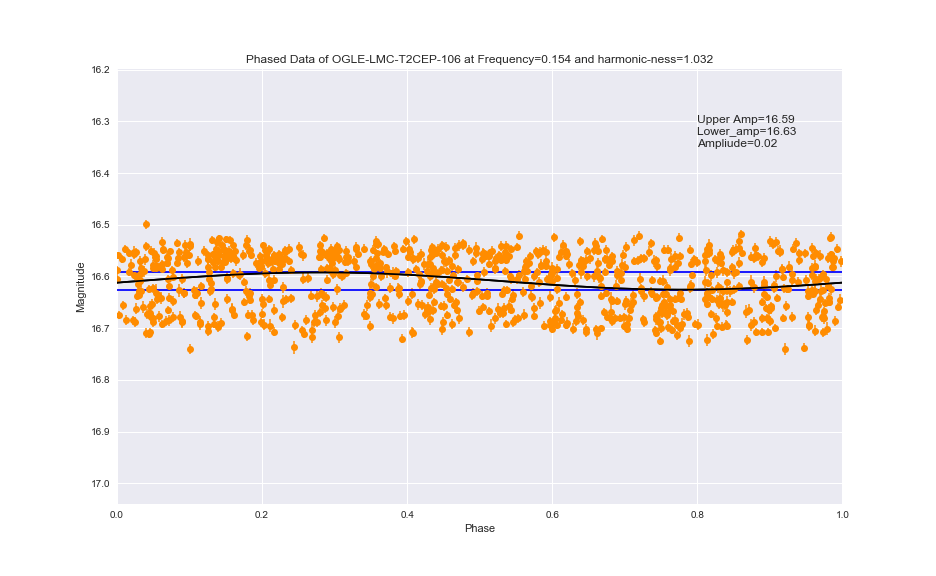 Phased Data of OGLE-LMC-T2CEP-106 at Frequency=0.154 and harmonic-ness=1.032
16.2
16.3
16.4
16.5
16.6
16.7
16.8
16.9
17.0
Magnitude
Upper Amp=16.59
Lower_amp=16.63
Ampliude=0.02
0.0
0.2
0.4
0.6
0.8
1.0
Phase